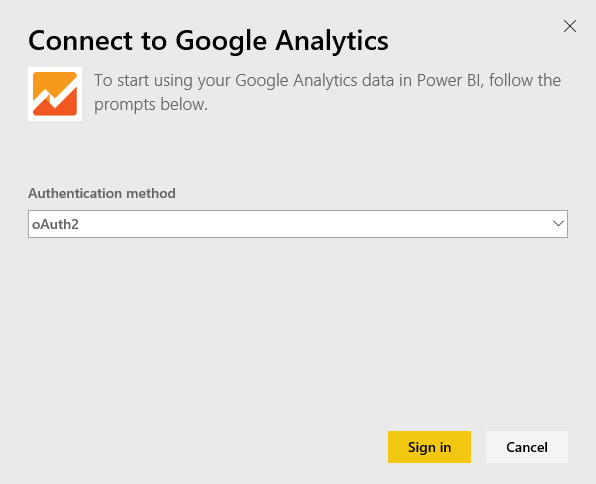 Connect to Google Analytics
To start using your Google Analytics data in Power BI, follow the
prompts below.
Authentication method
oAuth2
Sign in
Cancel